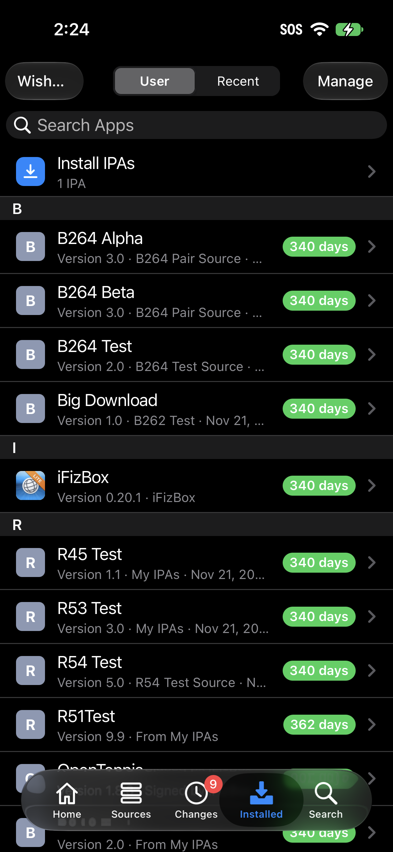 2:24
SOS
Wish...
User
Recent
Manage
Search Apps
Install IPAs
1 IPA
B
B
B264 Alpha
Version 3.0 · B264 Pair Source · ...
340 days
B
B264 Beta
Version 3.0 · B264 Pair Source · ...
340 days
B
B264 Test
Version 2.0 · B264 Test Source · ...
340 days
B
Big Download
Version 1.0 · B262 Test · Nov 21, ...
340 days
I
iFizBox
Version 0.20.1 · iFizBox
340 days
R
R
R45 Test
Version 1.1 · My IPAs · Nov 21, 20...
340 days
R
R53 Test
Version 3.0 · My IPAs · Nov 21, 20...
340 days
R
R54 Test
Version 5.0 · R54 Test Source · N...
340 days
R
R51Test
Version 9.9 · From My IPAs
362 days
OpenTennis
9
Home
Sources
Changes
Installed
Search
B
Version 2.0 · From My IPAs
340 days